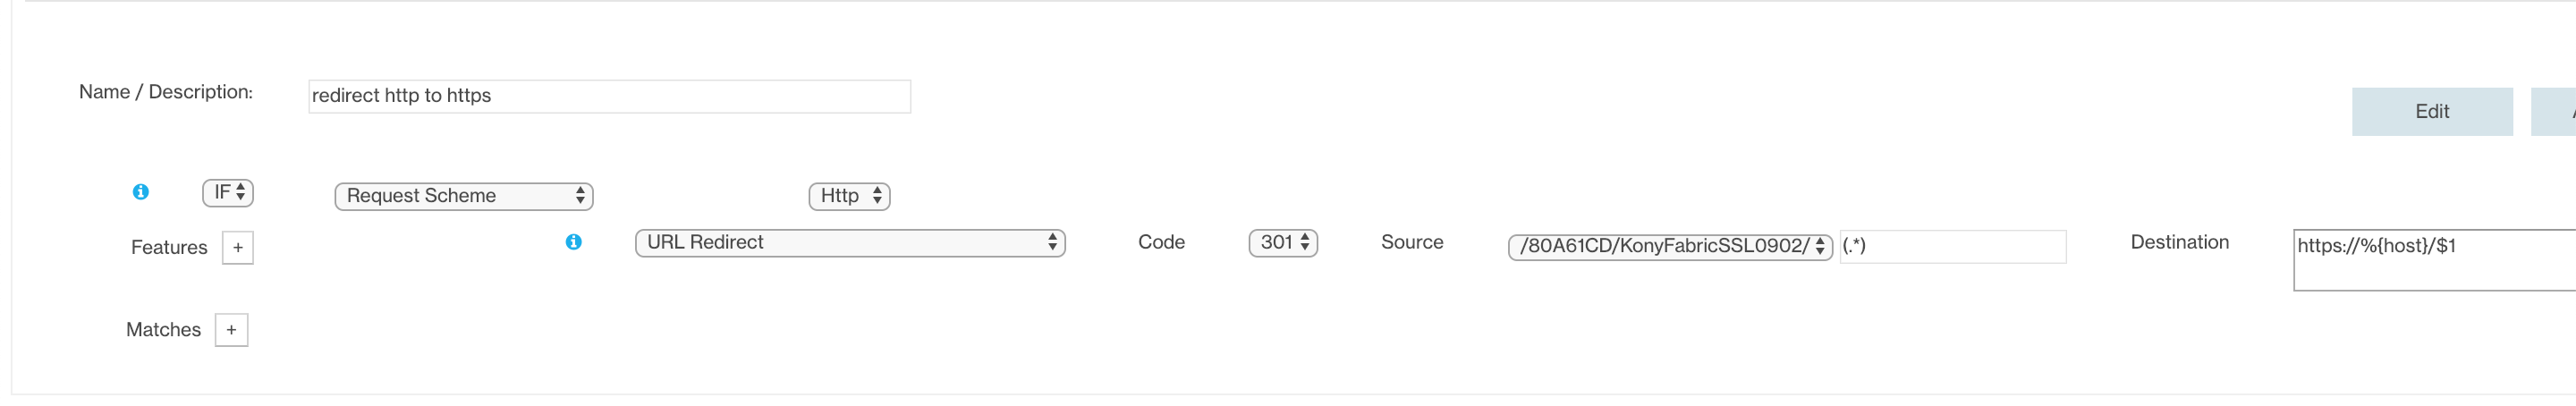 Name / Description: redirect http to https
Edit
IF Request Scheme Http
Features + URL Redirect Code 301 Source /80A61CD/KonyFabricSSL0902/ (.*) Destination https://%{host}/$1
Matches +